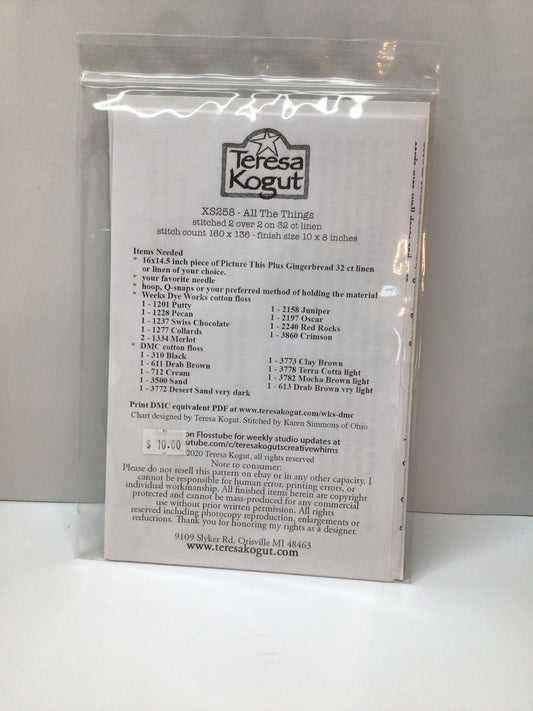 Teresa
Kogut
XS258 - All The Things
stitched 2 over 2 on 32 ct linen
stitch count 160 x 136 - finish size 10 x 8 inches
Items Needed
* 16x14.5 inch piece of Picture This Plus Gingerbread 32 ct linen
or linen of your choice.
* your favorite needle
* hoop, Q-snaps or your preferred method of holding the material
* Weeks Dye Works cotton floss
1 - 1201 Putty
1 - 1228 Pecan
1 - 1237 Swiss Chocolate
1 - 1277 Collards
2 - 1334 Merlot
1 - 2158 Juniper
1 - 2197 Oscar
1 - 2240 Red Rocks
1 - 3860 Crimson
* DMC cotton floss
1 - 310 Black
1 - 611 Drab Brown
1 - 712 Cream
1 - 3500 Sand
1 - 3772 Desert Sand very dark
1 - 3773 Clay Brown
1 - 3778 Terra Cotta light
1 - 3782 Mocha Brown light
1 - 613 Drab Brown vry light
Print DMC equivalent PDF at www.teresakogut.com/wks-dmc
Chart designed by Teresa Kogut. Stitched by Karen Simmons of Ohio
on Flosstube for weekly studio updates at
$ 10.00
utube.com/c/teresakogutscreativewhims
2020 Teresa Kogut, all rights reserved
Note to consumer:
Please do not resell this pattern on ebay or in any other capacity. I
cannot be responsible for human error, printing errors, or
individual workmanship. All finished items herein are copyright
protected and cannot be mass-produced for any commercial
use without prior written permission. All rights
reserved including photocopy reproduction, enlargements or
reductions. Thank you for honoring my rights as a designer.
9109 Slyker Rd, Otisville MI 48463
www.teresakogut.com